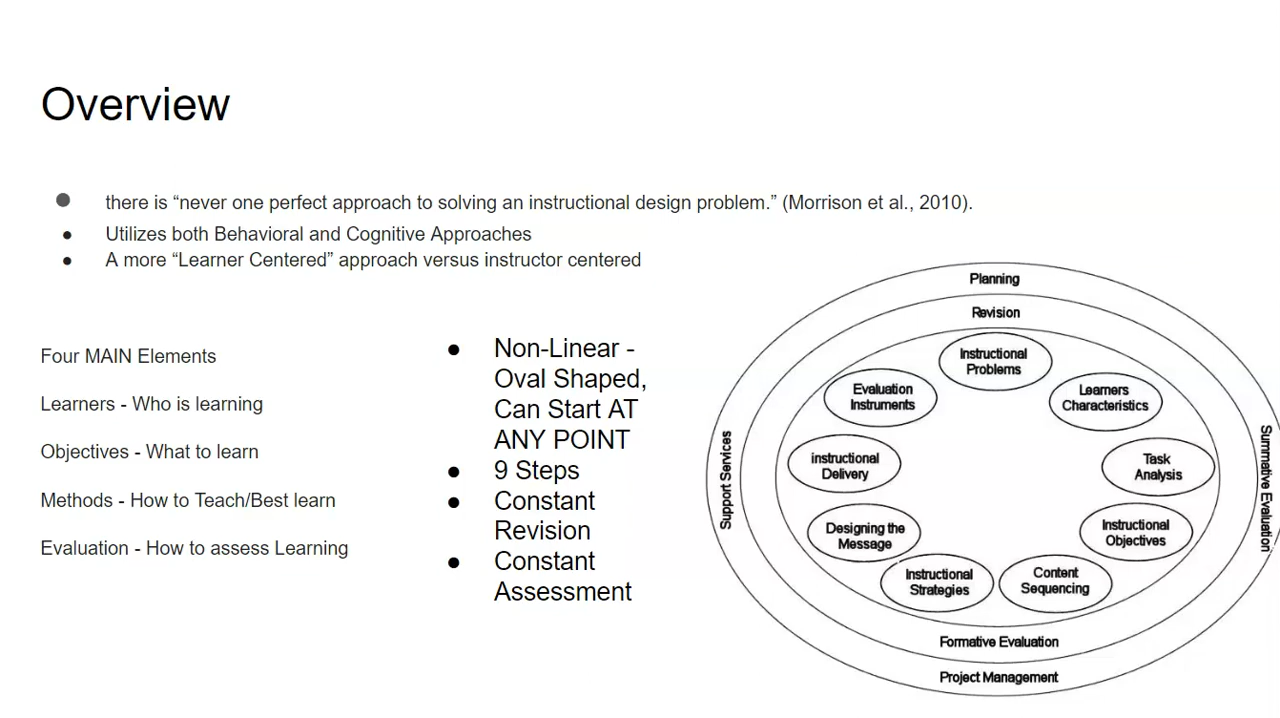 Overview
● there is “never one perfect approach to solving an instructional design problem.” (Morrison et al., 2010).
● Utilizes both Behavioral and Cognitive Approaches
● A more “Learner Centered” approach versus instructor centered
Four MAIN Elements
Learners - Who is learning
Objectives - What to learn
Methods - How to Teach/Best learn
Evaluation - How to assess Learning
● Non-Linear -
Oval Shaped,
Can Start AT
ANY POINT
● 9 Steps
● Constant
Revision
● Constant
Assessment
Planning
Revision
Instructional
Problems
Learners
Characteristics
Task
Analysis
Instructional
Objectives
Content
Sequencing
Instructional
Strategies
Designing the
Message
instructional
Delivery
Evaluation
Instruments
Support Services
Summative Evaluation
Formative Evaluation
Project Management